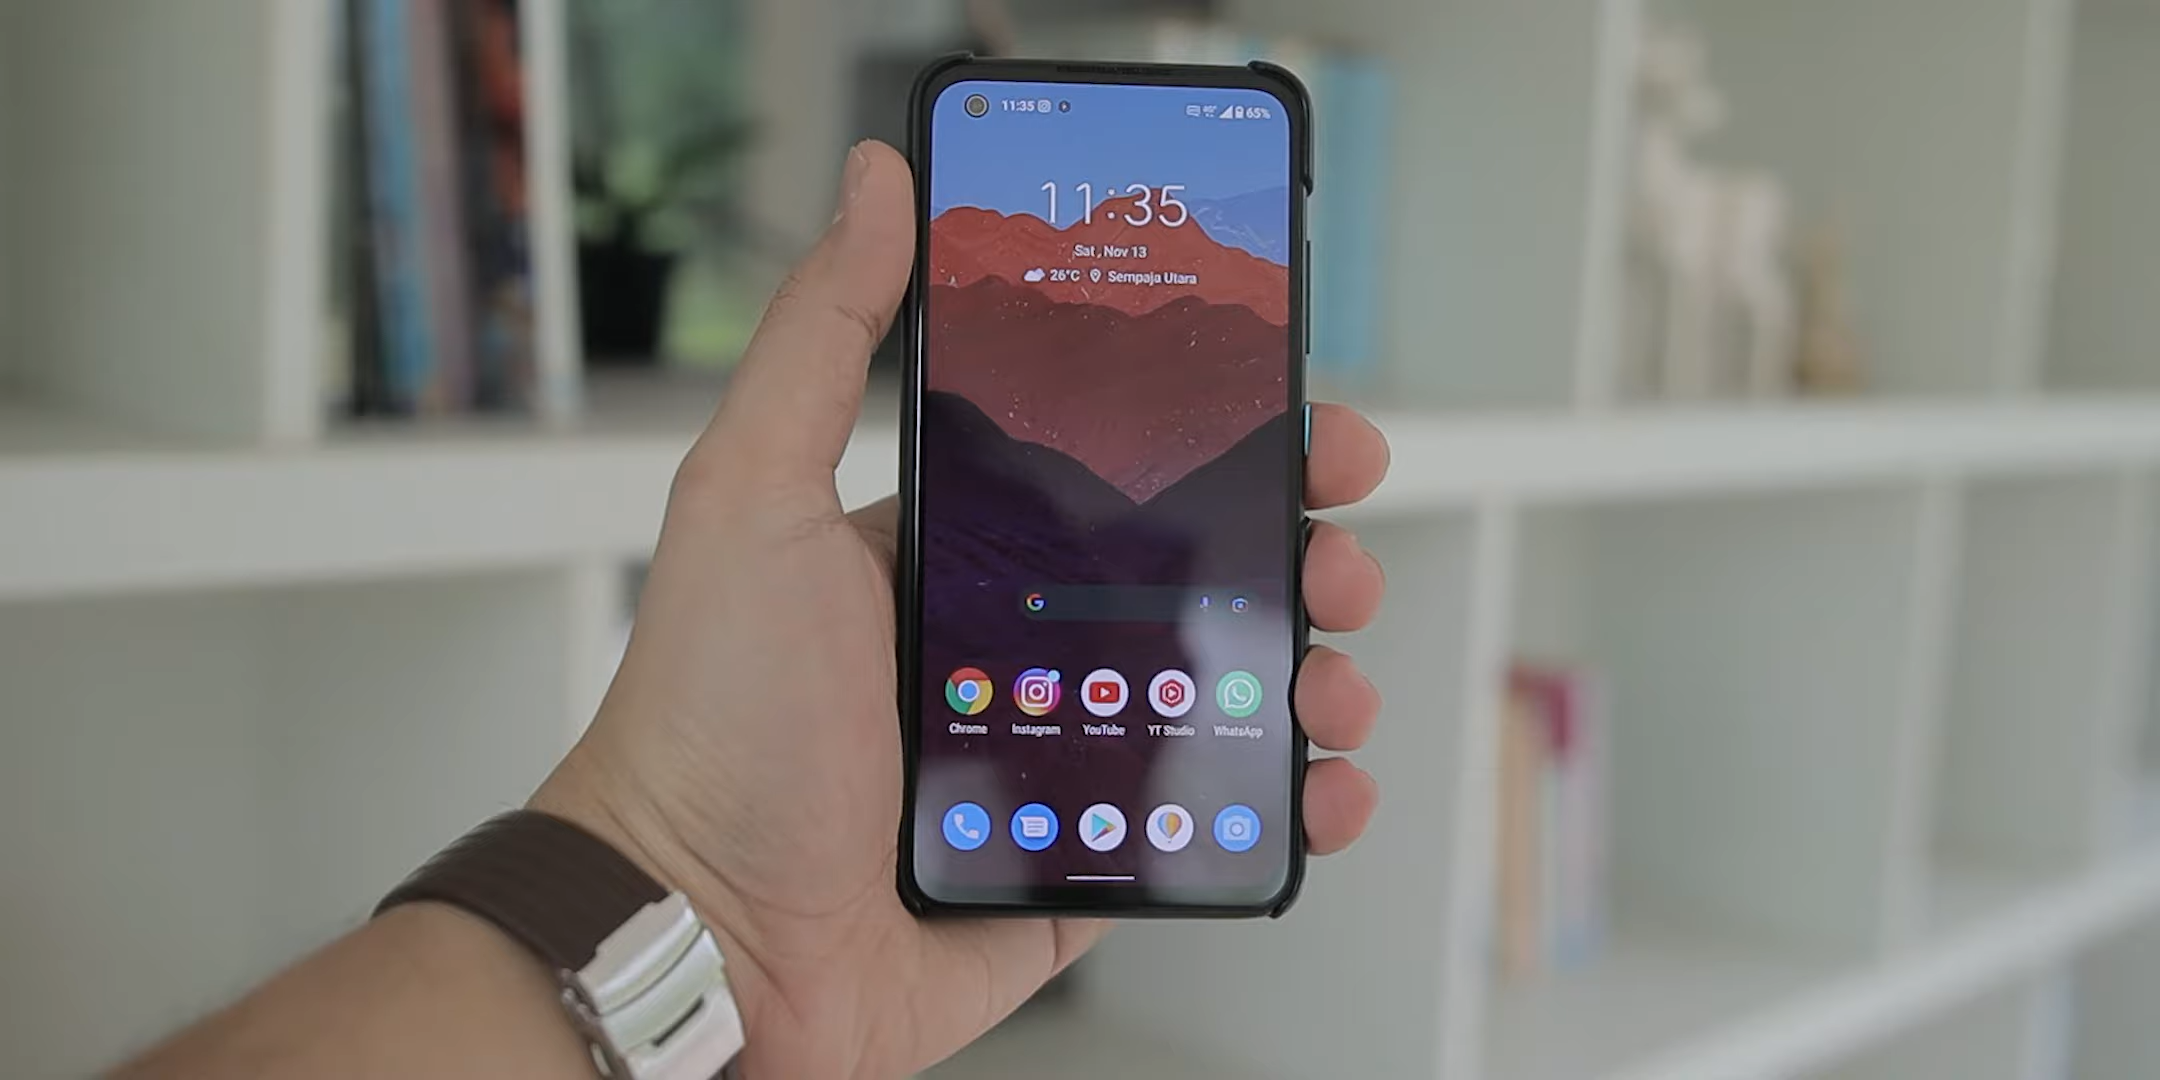 11:35 65%
11:35
Sat, Nov 13
26°C Sempaja Utara
Chrome Instagram YouTube YT Studio WhatsApp